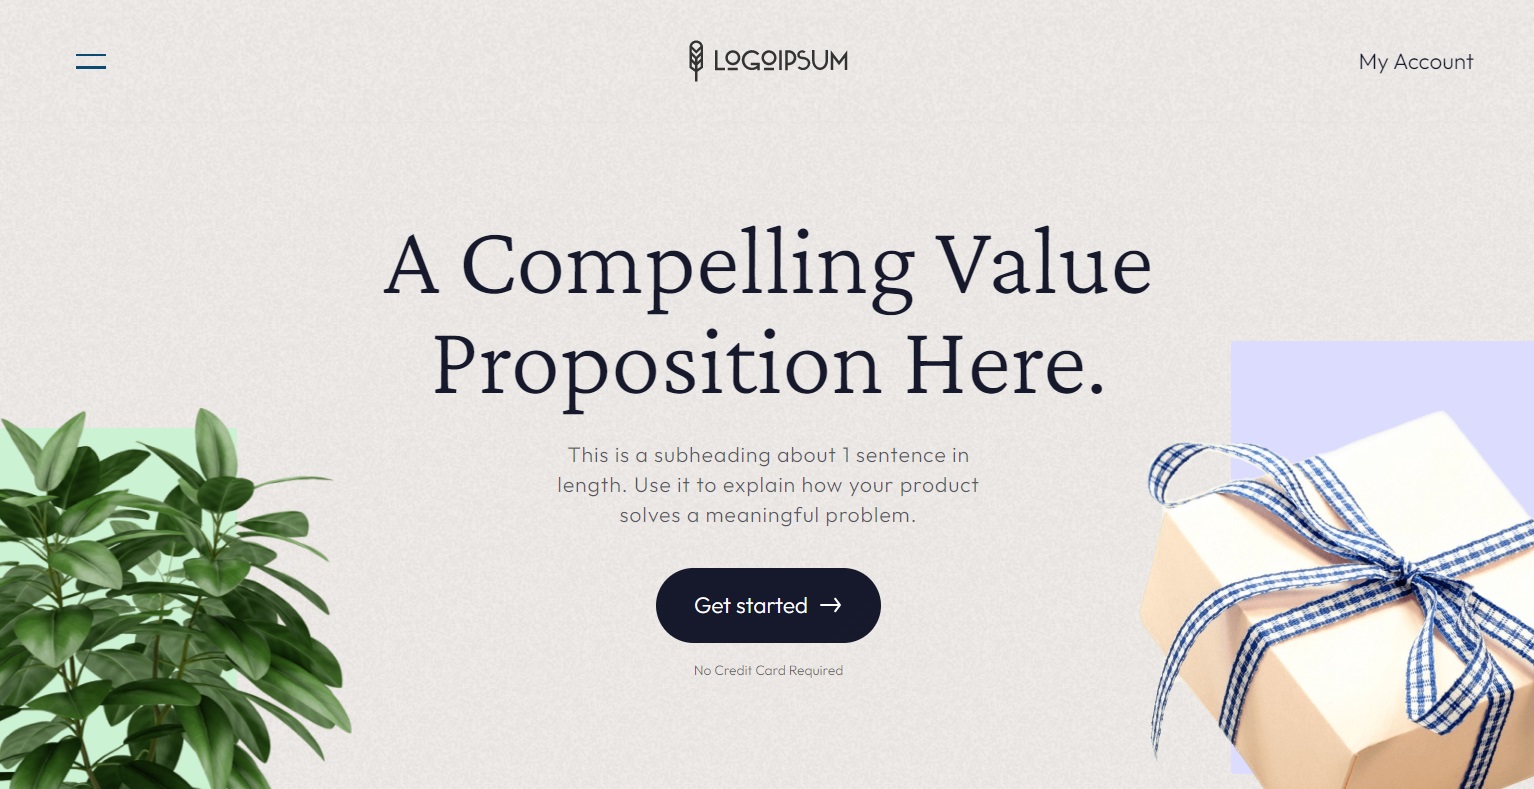 LOGOIPSUM
My Account
A Compelling Value
Proposition Here.
This is a subheading about 1 sentence in
length. Use it to explain how your product
solves a meaningful problem.
Get started →
No Credit Card Required